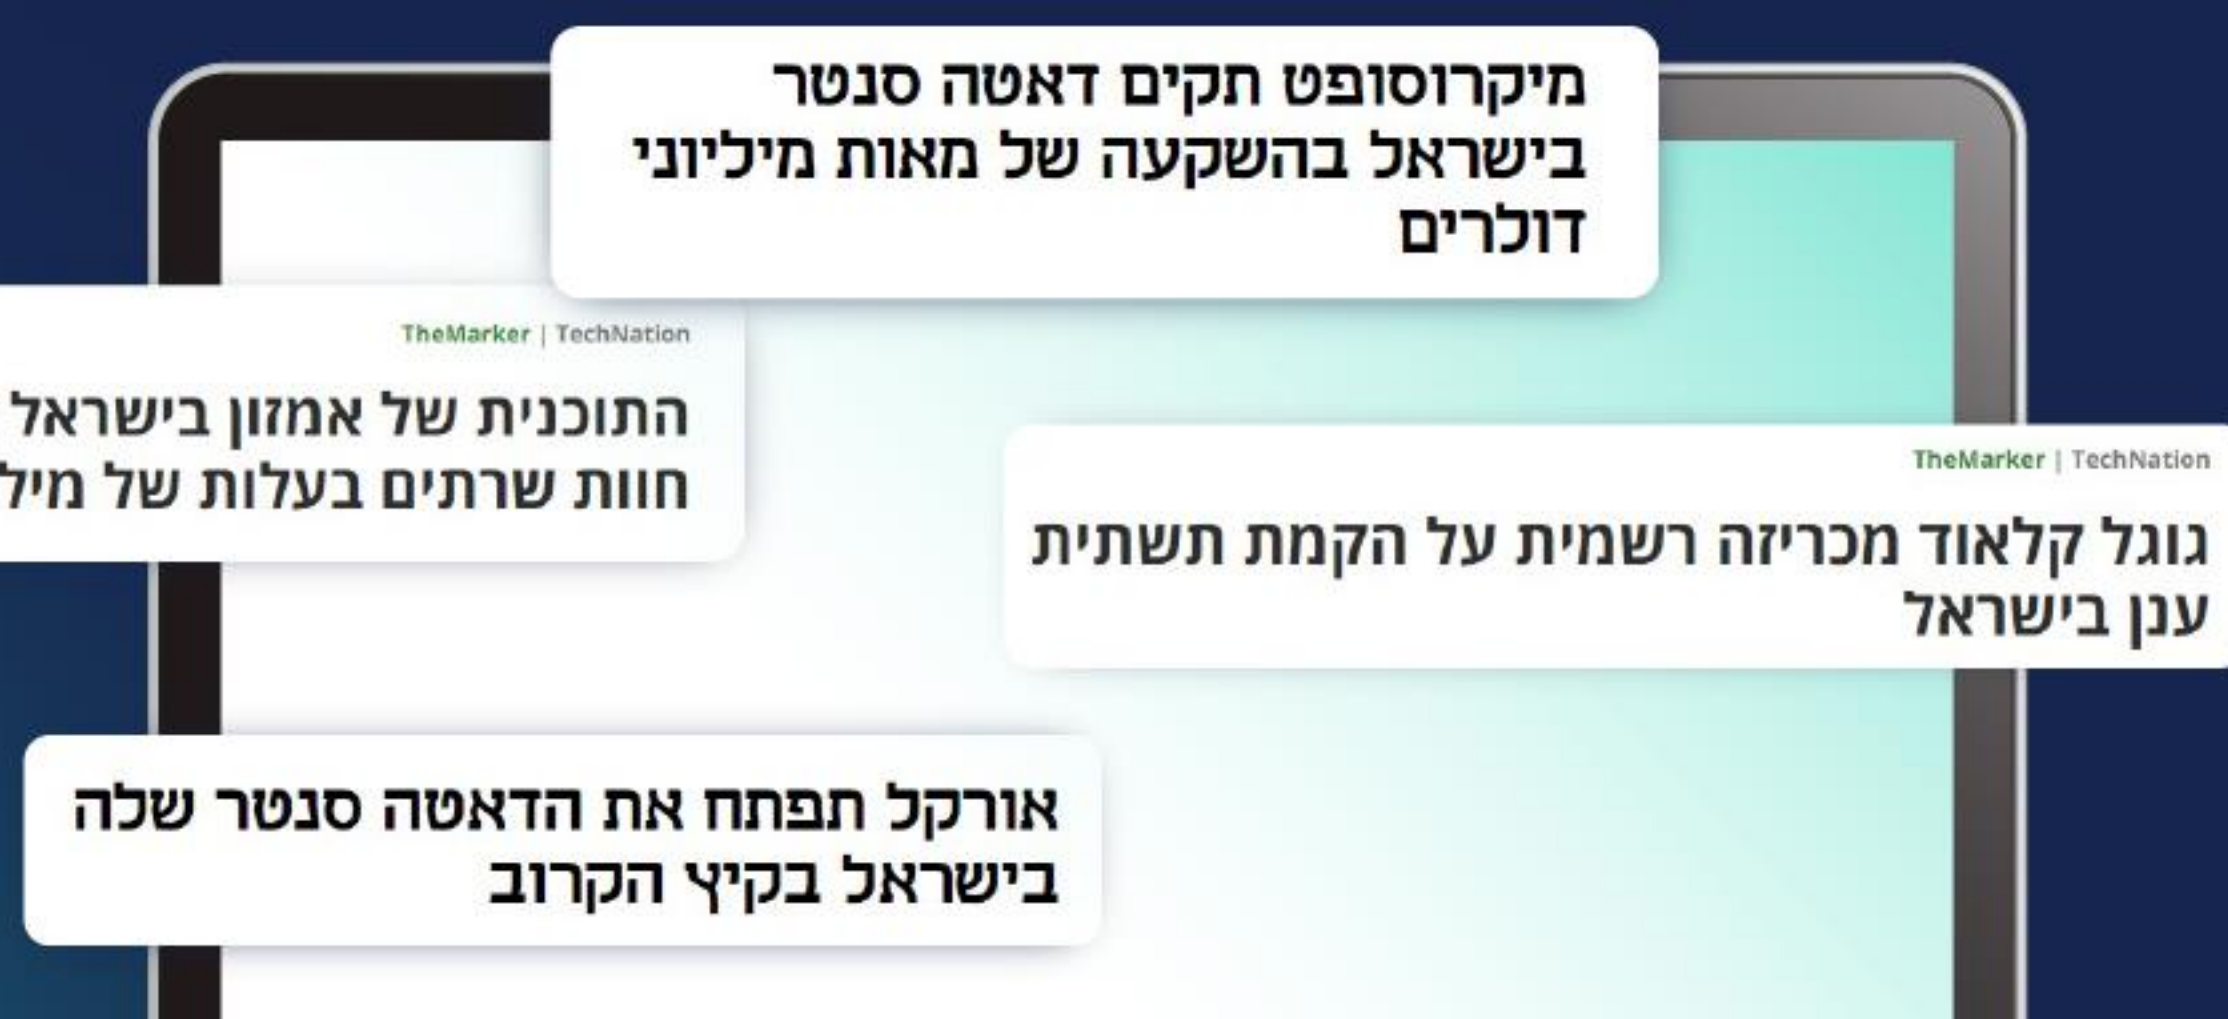 מיקרוסופט תקים דאטה סנטר
בישראל בהשקעה של מאות מיליוני
דולרים
TheMarker | TechNation
התוכנית של אמזון בישראל
חוות שרתים בעלות של
TheMarker | TechNation
גוגל קלאוד מכריזה רשמית על הקמת תשתית
ענן בישראל
אורקל תפתח את הדאטה סנטר שלה
בישראל בקיץ הקרוב